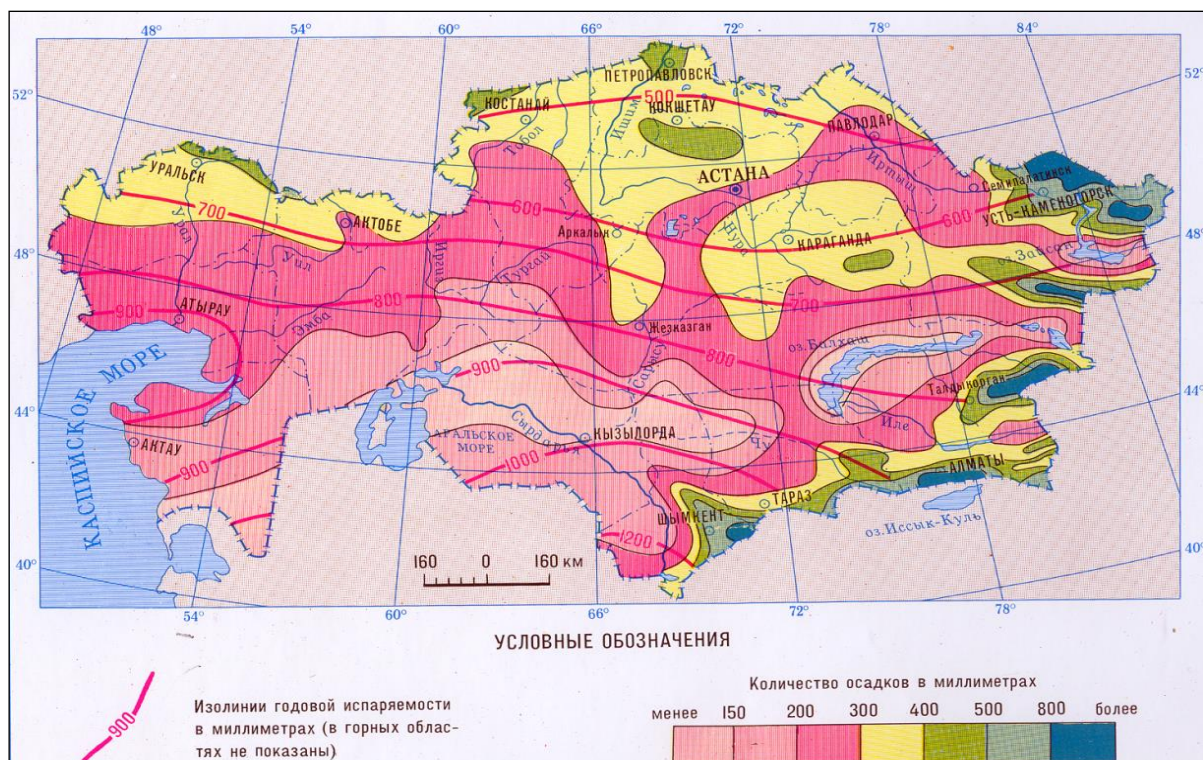 48° 54° 60° 66° 72° 78° 84°
52°
ПЕТРОПАВЛОВСК
52°
КОСТАНАЙ
500
КОКШЕТАУ
ПАВЛОДАР
Ишим
Тобол
Иртыш
УРАЛЬСК
АСТАНА
Семипалатинск
УСТЬ-КАМЕНОГОРСК
700
АКТОБЕ
600
600
Аркалык
Нура
КАРАГАНДА
48°
Урал
Уил
Иргиз
Тургай
оз. Зайсан
48°
900
АТЫРАУ
800
700
Эмба
Жезказган
оз. Балхаш
Сарысу
800
900
Талдыкорган
44°
44°
КАСПИЙСКОЕ МОРЕ
Или
АКТАУ
900
АРАЛЬСКОЕ
МОРЕ
Сырдарья
КЫЗЫЛОРДА
Чу
1000
АЛМАТЫ
ТАРАЗ
ШЫМКЕНТ
оз. Иссык-Куль
1200
40°
40°
160 0 160 км
54° 60° 66° 72° 78°
УСЛОВНЫЕ ОБОЗНАЧЕНИЯ
900
Изолинии годовой испаряемости
в миллиметрах (в горных облас-
тях не показаны)
Количество осадков в миллиметрах
менее 150 200 300 400 500 800 более